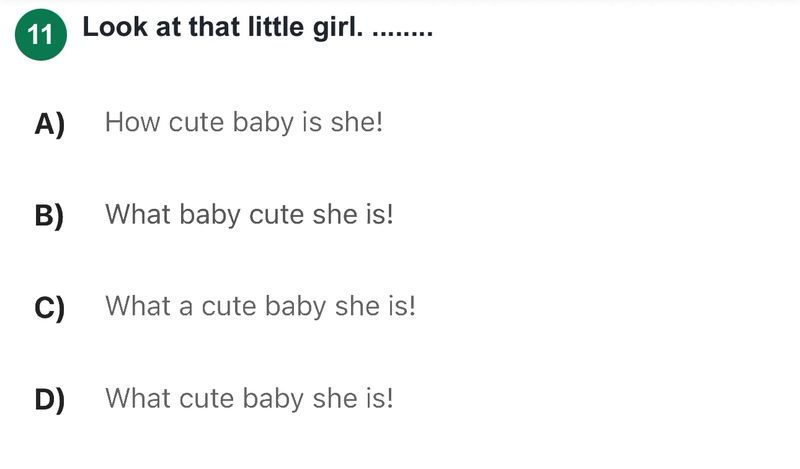 11 Look at that little girl. ........
A) How cute baby is she!
B) What baby cute she is!
C) What a cute baby she is!
D) What cute baby she is!